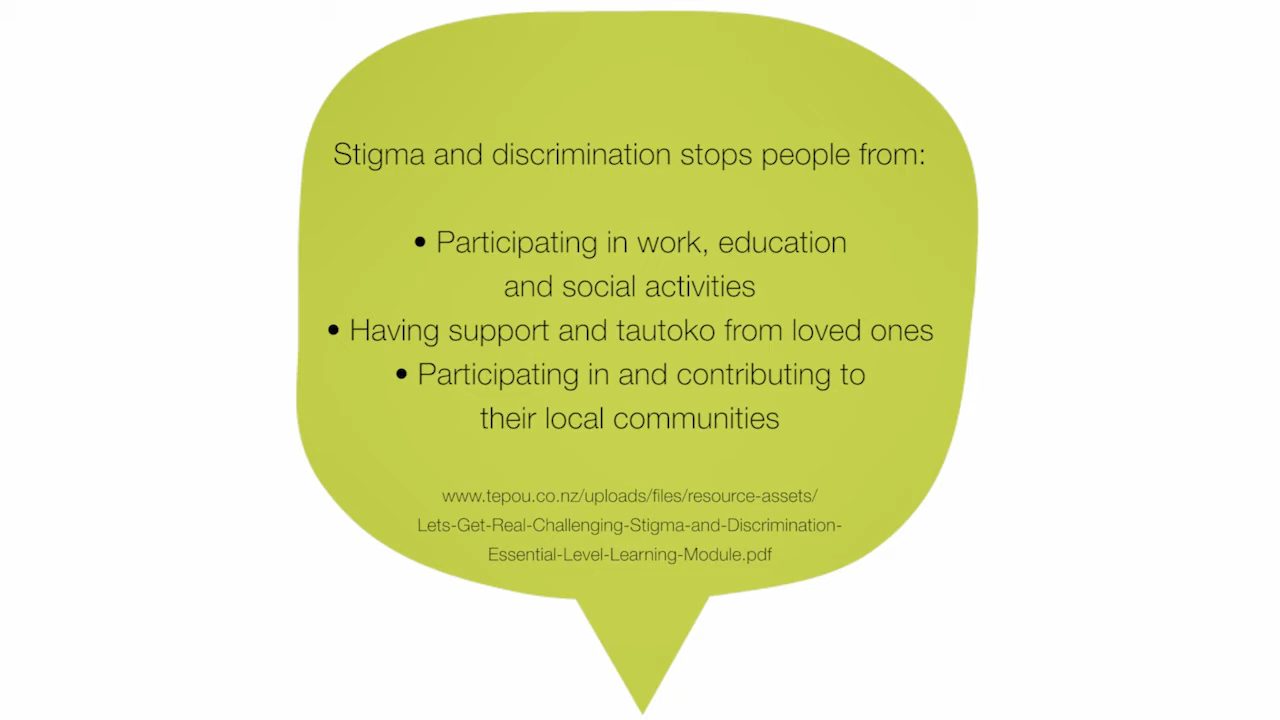 Stigma and discrimination stops people from:
• Participating in work, education
and social activities
• Having support and tautoko from loved ones
• Participating in and contributing to
their local communities
www.tepou.co.nz/uploads/files/resource-assets/
Lets-Get-Real-Challenging-Stigma-and-Discrimination-
Essential-Level-Learning-Module.pdf